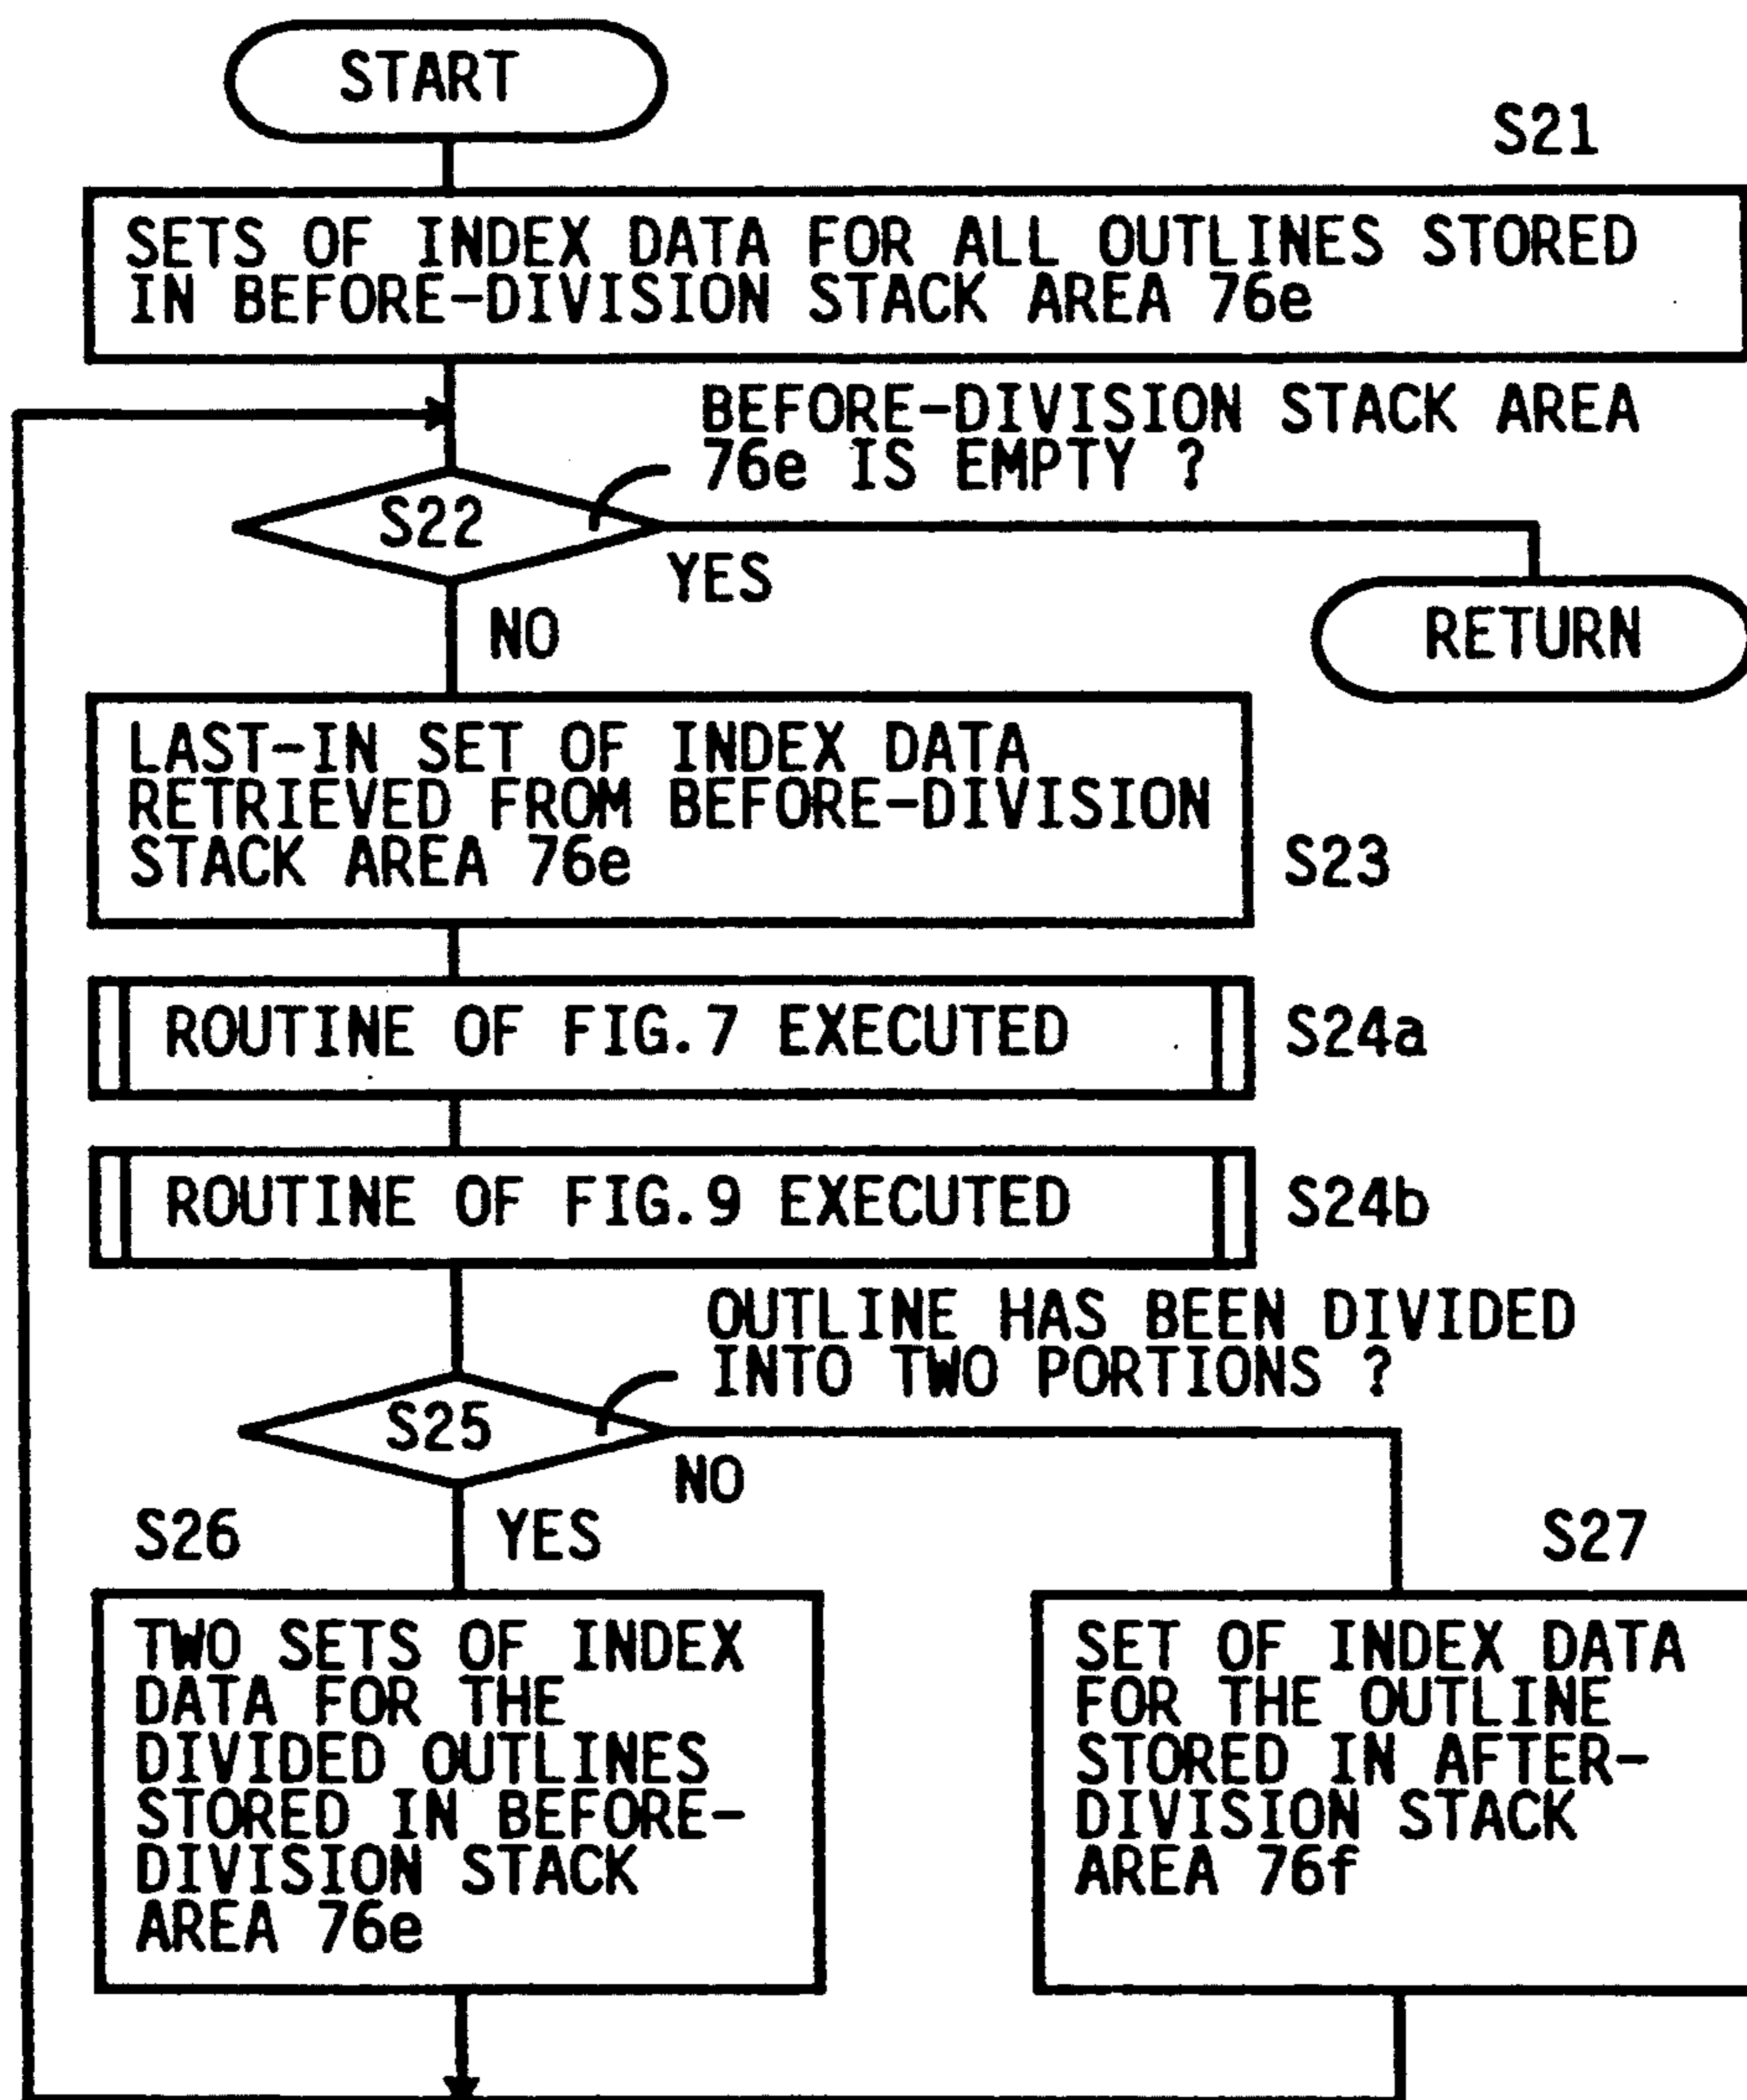 START
S21
SETS OF INDEX DATA FOR ALL OUTLINES STORED
IN BEFORE-DIVISION STACK AREA 76e
BEFORE-DIVISION STACK AREA
76e IS EMPTY ?
S22
YES
NO
RETURN
LAST-IN SET OF INDEX DATA
RETRIEVED FROM BEFORE-DIVISION
STACK AREA 76e
S23
ROUTINE OF FIG.7 EXECUTED
S24a
ROUTINE OF FIG.9 EXECUTED
S24b
OUTLINE HAS BEEN DIVIDED
INTO TWO PORTIONS ?
S25
NO
S26
YES
S27
TWO SETS OF INDEX
DATA FOR THE
DIVIDED OUTLINES
STORED IN BEFORE-
DIVISION STACK
AREA 76e
SET OF INDEX DATA
FOR THE OUTLINE
STORED IN AFTER-
DIVISION STACK
AREA 76f